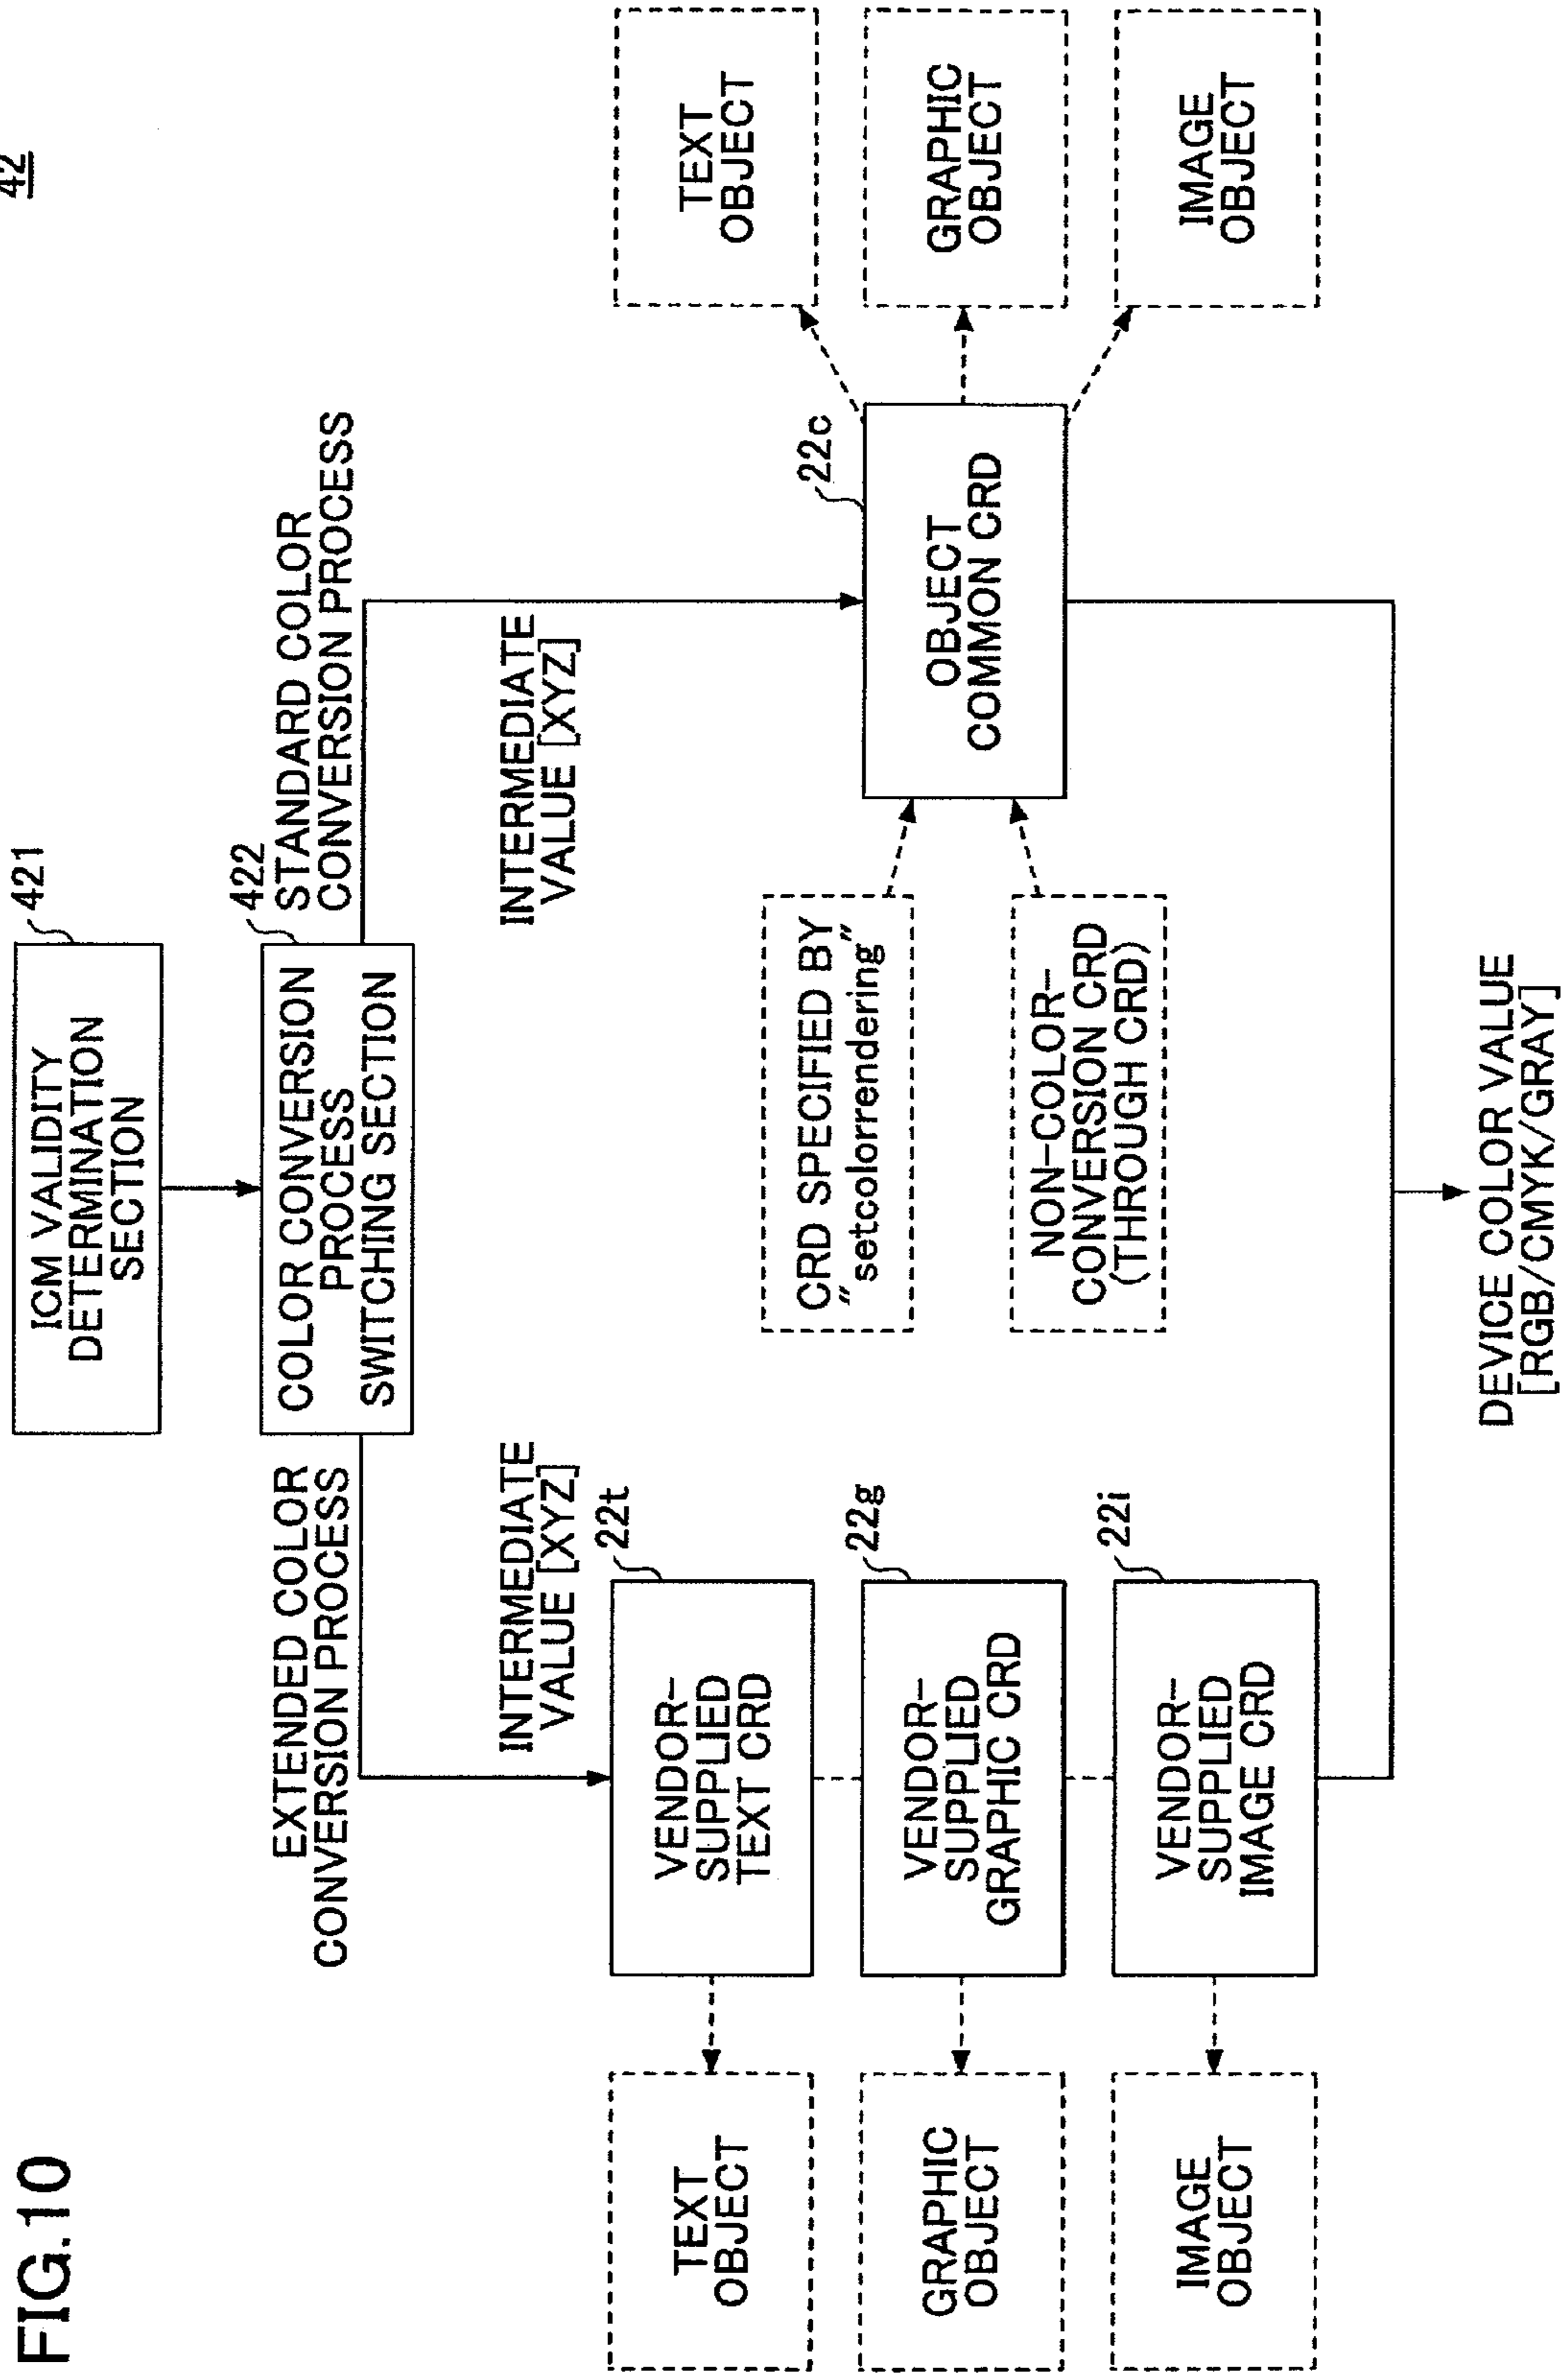 FIG.10
42
ICM VALIDITY
DETERMINATION
SECTION
421
COLOR CONVERSION
PROCESS
SWITCHING SECTION
422
EXTENDED COLOR
CONVERSION PROCESS
STANDARD COLOR
CONVERSION PROCESS
INTERMEDIATE
VALUE [XYZ]
INTERMEDIATE
VALUE [XYZ]
TEXT
OBJECT
VENDOR-
SUPPLIED
TEXT CRD
22t
GRAPHIC
OBJECT
VENDOR-
SUPPLIED
GRAPHIC CRD
22g
IMAGE
OBJECT
VENDOR-
SUPPLIED
IMAGE CRD
22i
CRD SPECIFIED BY
"setcolorrendering"
NON-COLOR-
CONVERSION CRD
(THROUGH CRD)
OBJECT
COMMON CRD
22c
TEXT
OBJECT
GRAPHIC
OBJECT
IMAGE
OBJECT
DEVICE COLOR VALUE
[RGB/CMYK/GRAY]